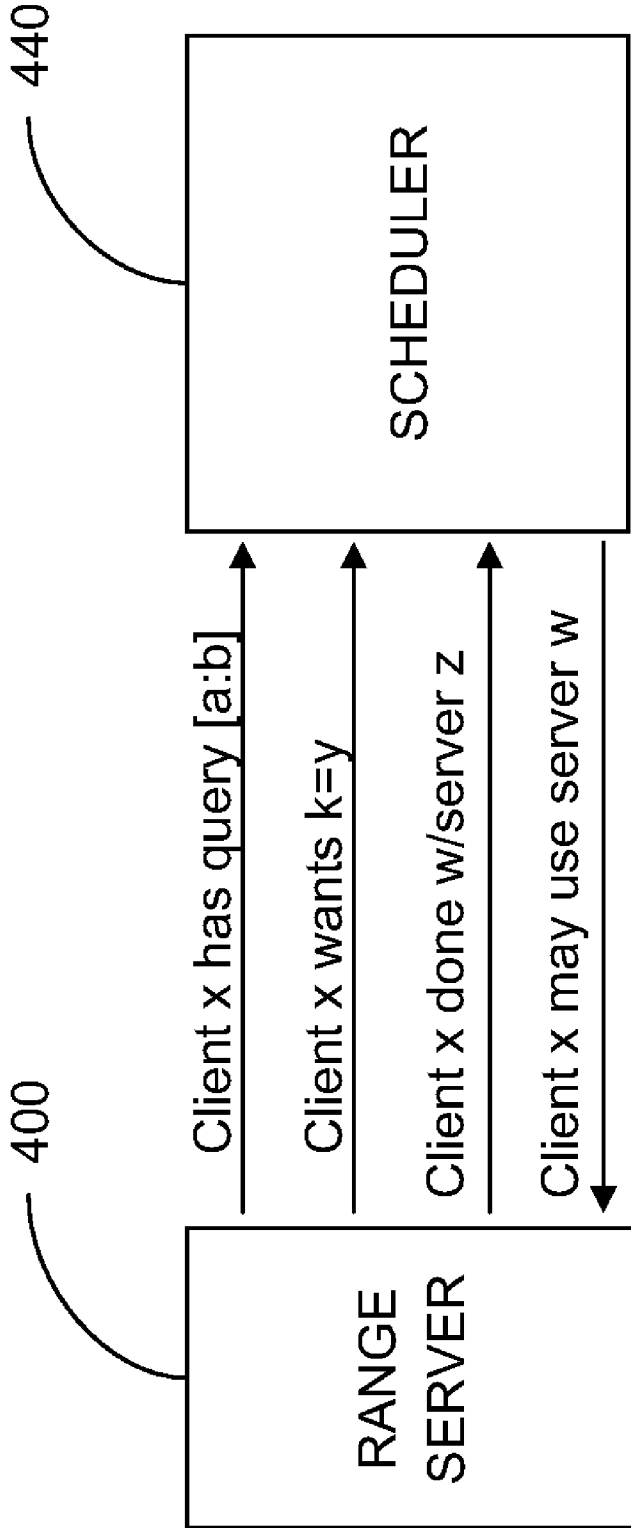 400
440
RANGE
SERVER
Client x has query [a:b]
Client x wants k=y
Client x done w/server z
Client x may use server w
SCHEDULER